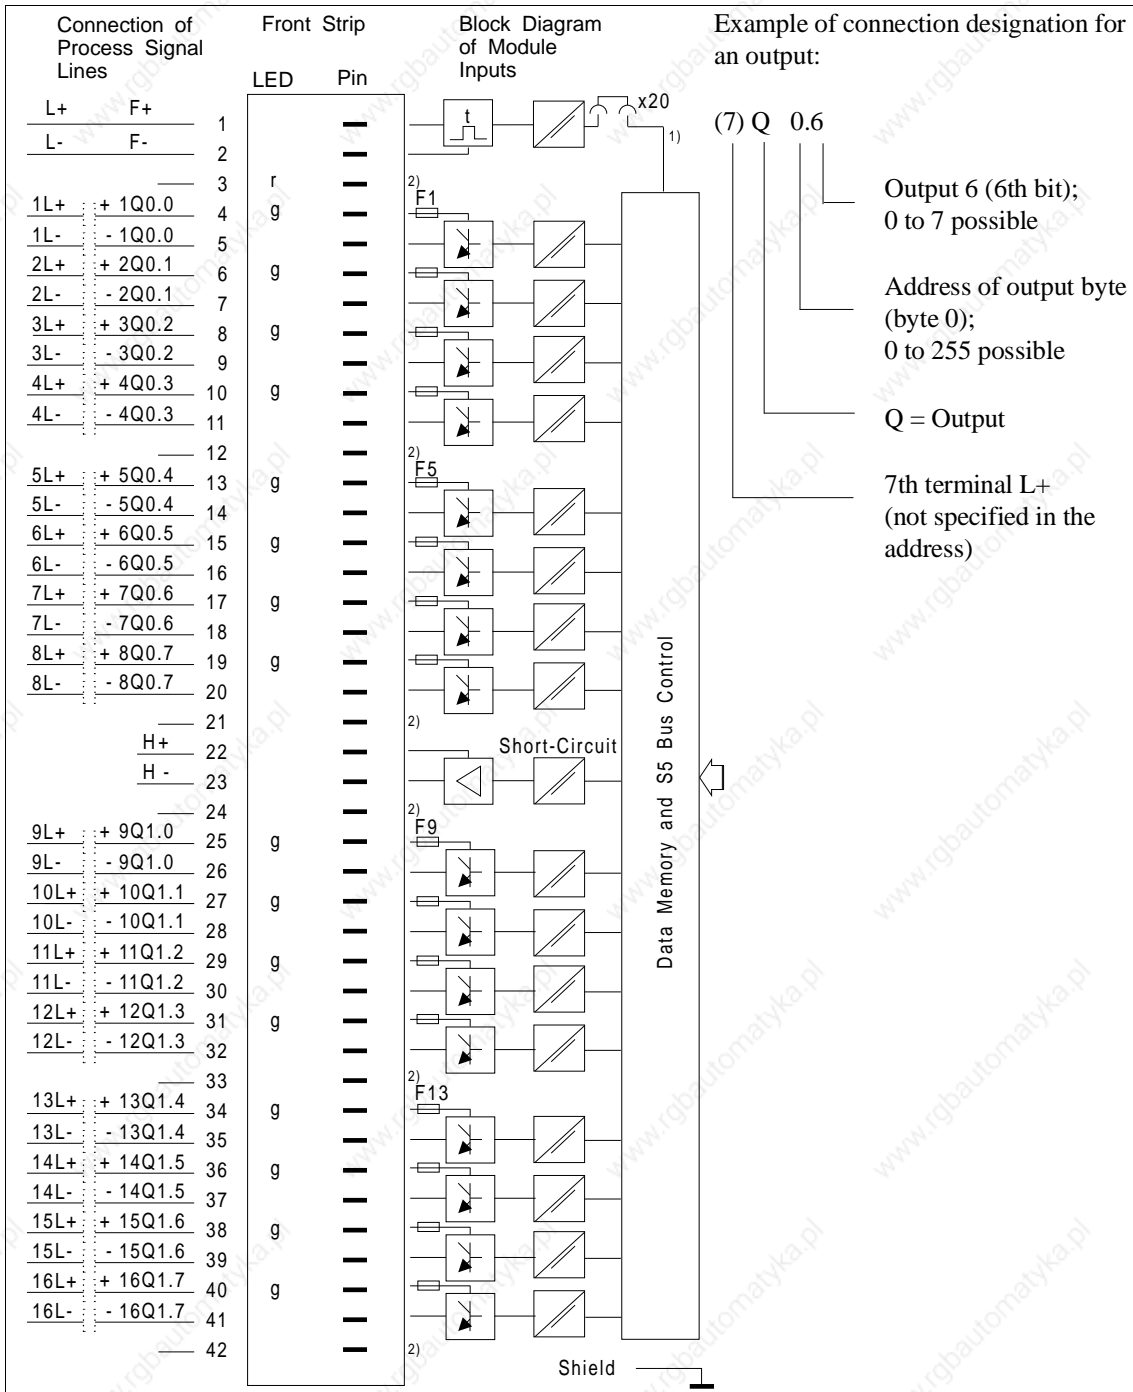 Connection of
Process Signal
Lines
Front Strip
LED Pin
Block Diagram
of Module
Inputs
Example of connection designation for
an output:
(7) Q 0.6
Output 6 (6th bit);
0 to 7 possible
Address of output byte
(byte 0);
0 to 255 possible
Q = Output
7th terminal L+
(not specified in the
address)
L+ F+ 1 t x20 1)
L- F- 2
3 r 2)
1L+ + 1Q0.0 4 g F1
1L- - 1Q0.0 5
2L+ + 2Q0.1 6 g
2L- - 2Q0.1 7
3L+ + 3Q0.2 8 g
3L- - 3Q0.2 9
4L+ + 4Q0.3 10 g
4L- - 4Q0.3 11
12 2)
5L+ + 5Q0.4 13 g F5
5L- - 5Q0.4 14
6L+ + 6Q0.5 15 g
6L- - 6Q0.5 16
7L+ + 7Q0.6 17 g
7L- - 7Q0.6 18
8L+ + 8Q0.7 19 g
8L- - 8Q0.7 20
21 2)
H+ 22 Short-Circuit
H - 23
24 2)
9L+ + 9Q1.0 25 g F9
9L- - 9Q1.0 26
10L+ + 10Q1.1 27 g
10L- - 10Q1.1 28
11L+ + 11Q1.2 29 g
11L- - 11Q1.2 30
12L+ + 12Q1.3 31 g
12L- - 12Q1.3 32
33 2)
13L+ + 13Q1.4 34 g F13
13L- - 13Q1.4 35
14L+ + 14Q1.5 36 g
14L- - 14Q1.5 37
15L+ + 15Q1.6 38 g
15L- - 15Q1.6 39
16L+ + 16Q1.7 40 g
16L- - 16Q1.7 41
42 2)
Data Memory and S5 Bus Control
Shield
www.rgbautomatyka.pl